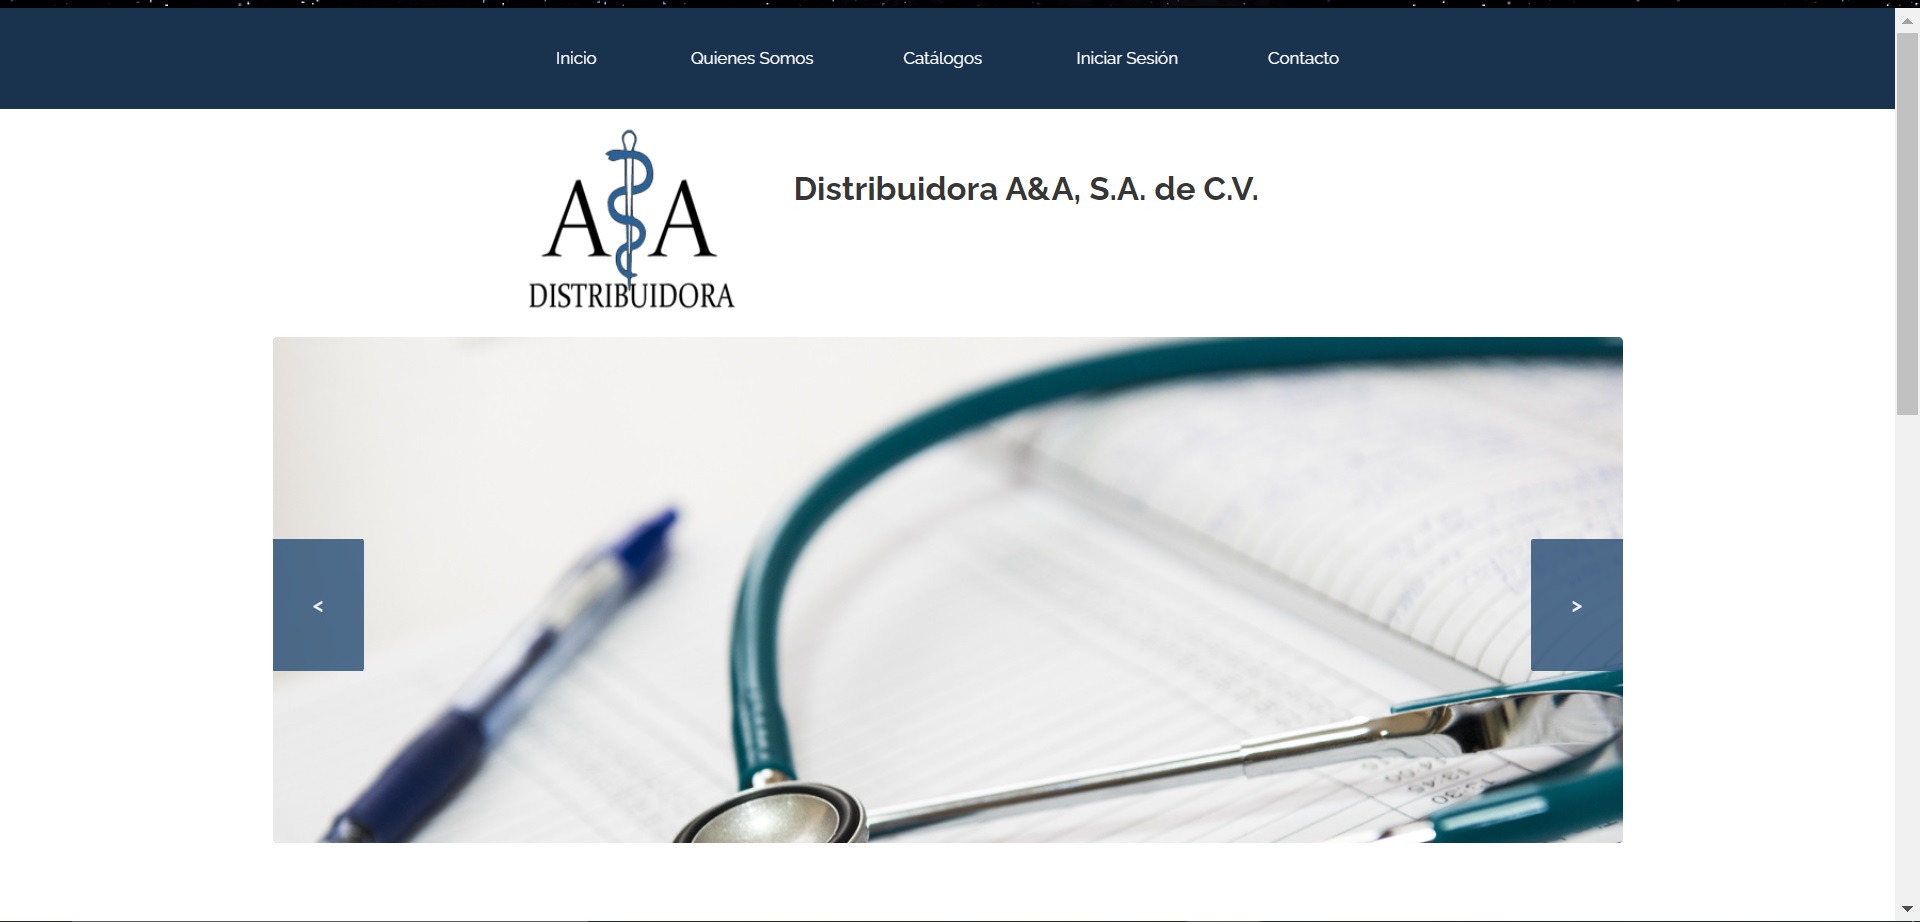 Inicio Quienes Somos Catálogos Iniciar Sesión Contacto
A A
DISTRIBUIDORA
Distribuidora A&A, S.A. de C.V.
< >